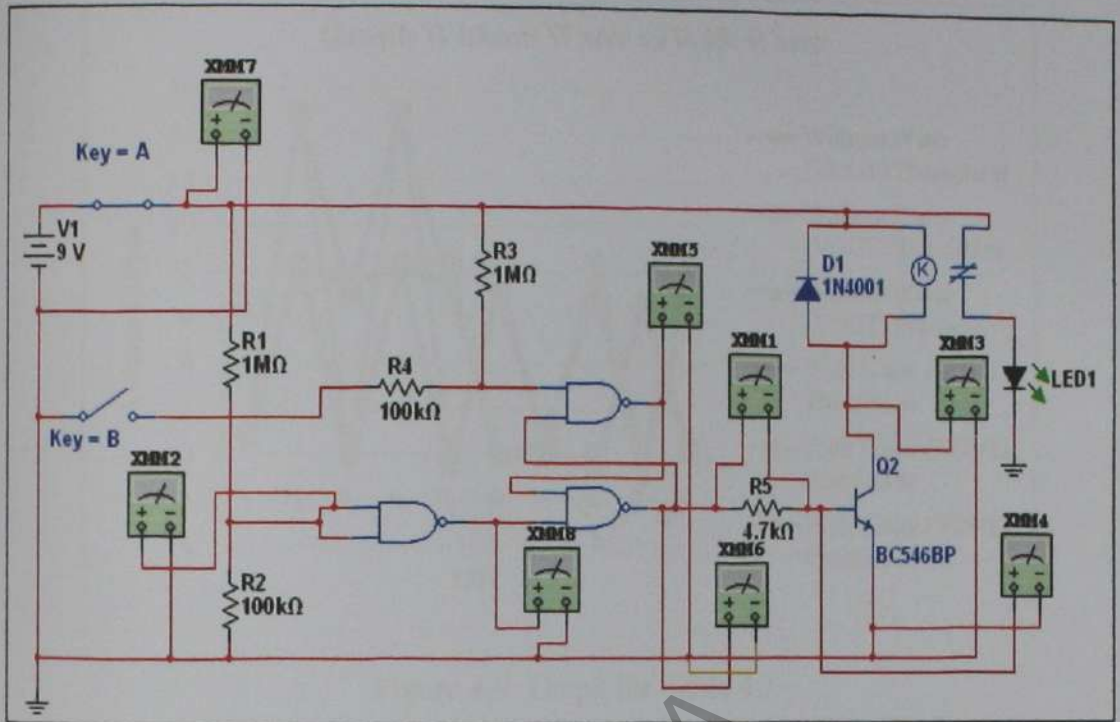 XMM7
Key = A
V1
9 V
R3
1MΩ
XMM5
D1
1N4001
K
R1
1MΩ
XMM1
XMM3
R4
100kΩ
LED1
Key = B
XMM2
Q2
R5
4.7kΩ
XMM8
XMM6
XMM4
BC546BP
R2
100kΩ